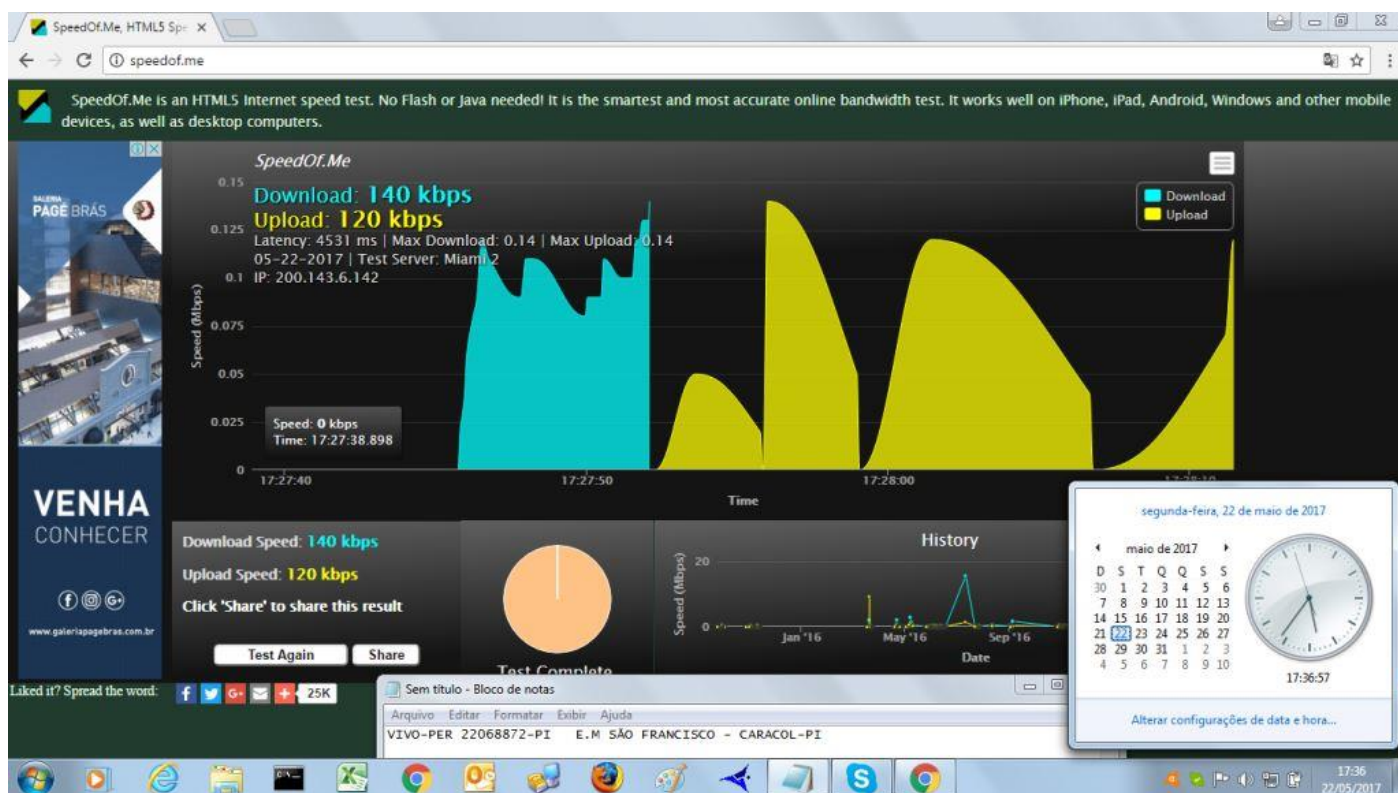 SpeedOf.Me, HTML5 Spe
speedof.me
SpeedOf.Me is an HTML5 Internet speed test. No Flash or Java needed! It is the smartest and most accurate online bandwidth test. It works well on iPhone, iPad, Android, Windows and other mobile
devices, as well as desktop computers.
GALERIA
PAGÉ BRÁS
VENHA
CONHECER
www.galeriapagebras.com.br
SpeedOf.Me
Download: 140 kbps
Upload: 120 kbps
Latency: 4531 ms | Max Download: 0.14 | Max Upload: 0.14
05-22-2017 | Test Server: Miami 2
IP: 200.143.6.142
Download
Upload
0.15
0.125
0.1
0.075
0.05
0.025
0
Speed (Mbps)
Speed: 0 kbps
Time: 17:27:38.898
17:27:40
17:27:50
17:28:00
17:28:10
Time
Download Speed: 140 kbps
Upload Speed: 120 kbps
Click 'Share' to share this result
Test Again
Share
Test Complete
History
Speed (Mbps)
20
0
Jan '16
May '16
Sep '16
Date
segunda-feira, 22 de maio de 2017
maio de 2017
D S T Q Q S S
30 1 2 3 4 5 6
7 8 9 10 11 12 13
14 15 16 17 18 19 20
21 22 23 24 25 26 27
28 29 30 31 1 2 3
4 5 6 7 8 9 10
17:36:57
Alterar configurações de data e hora...
Liked it? Spread the word:
25K
Sem título - Bloco de notas
Arquivo Editar Formatar Exibir Ajuda
VIVO-PER 22068872-PI E.M SÃO FRANCISCO - CARACOL-PI
17:36
22/05/2017